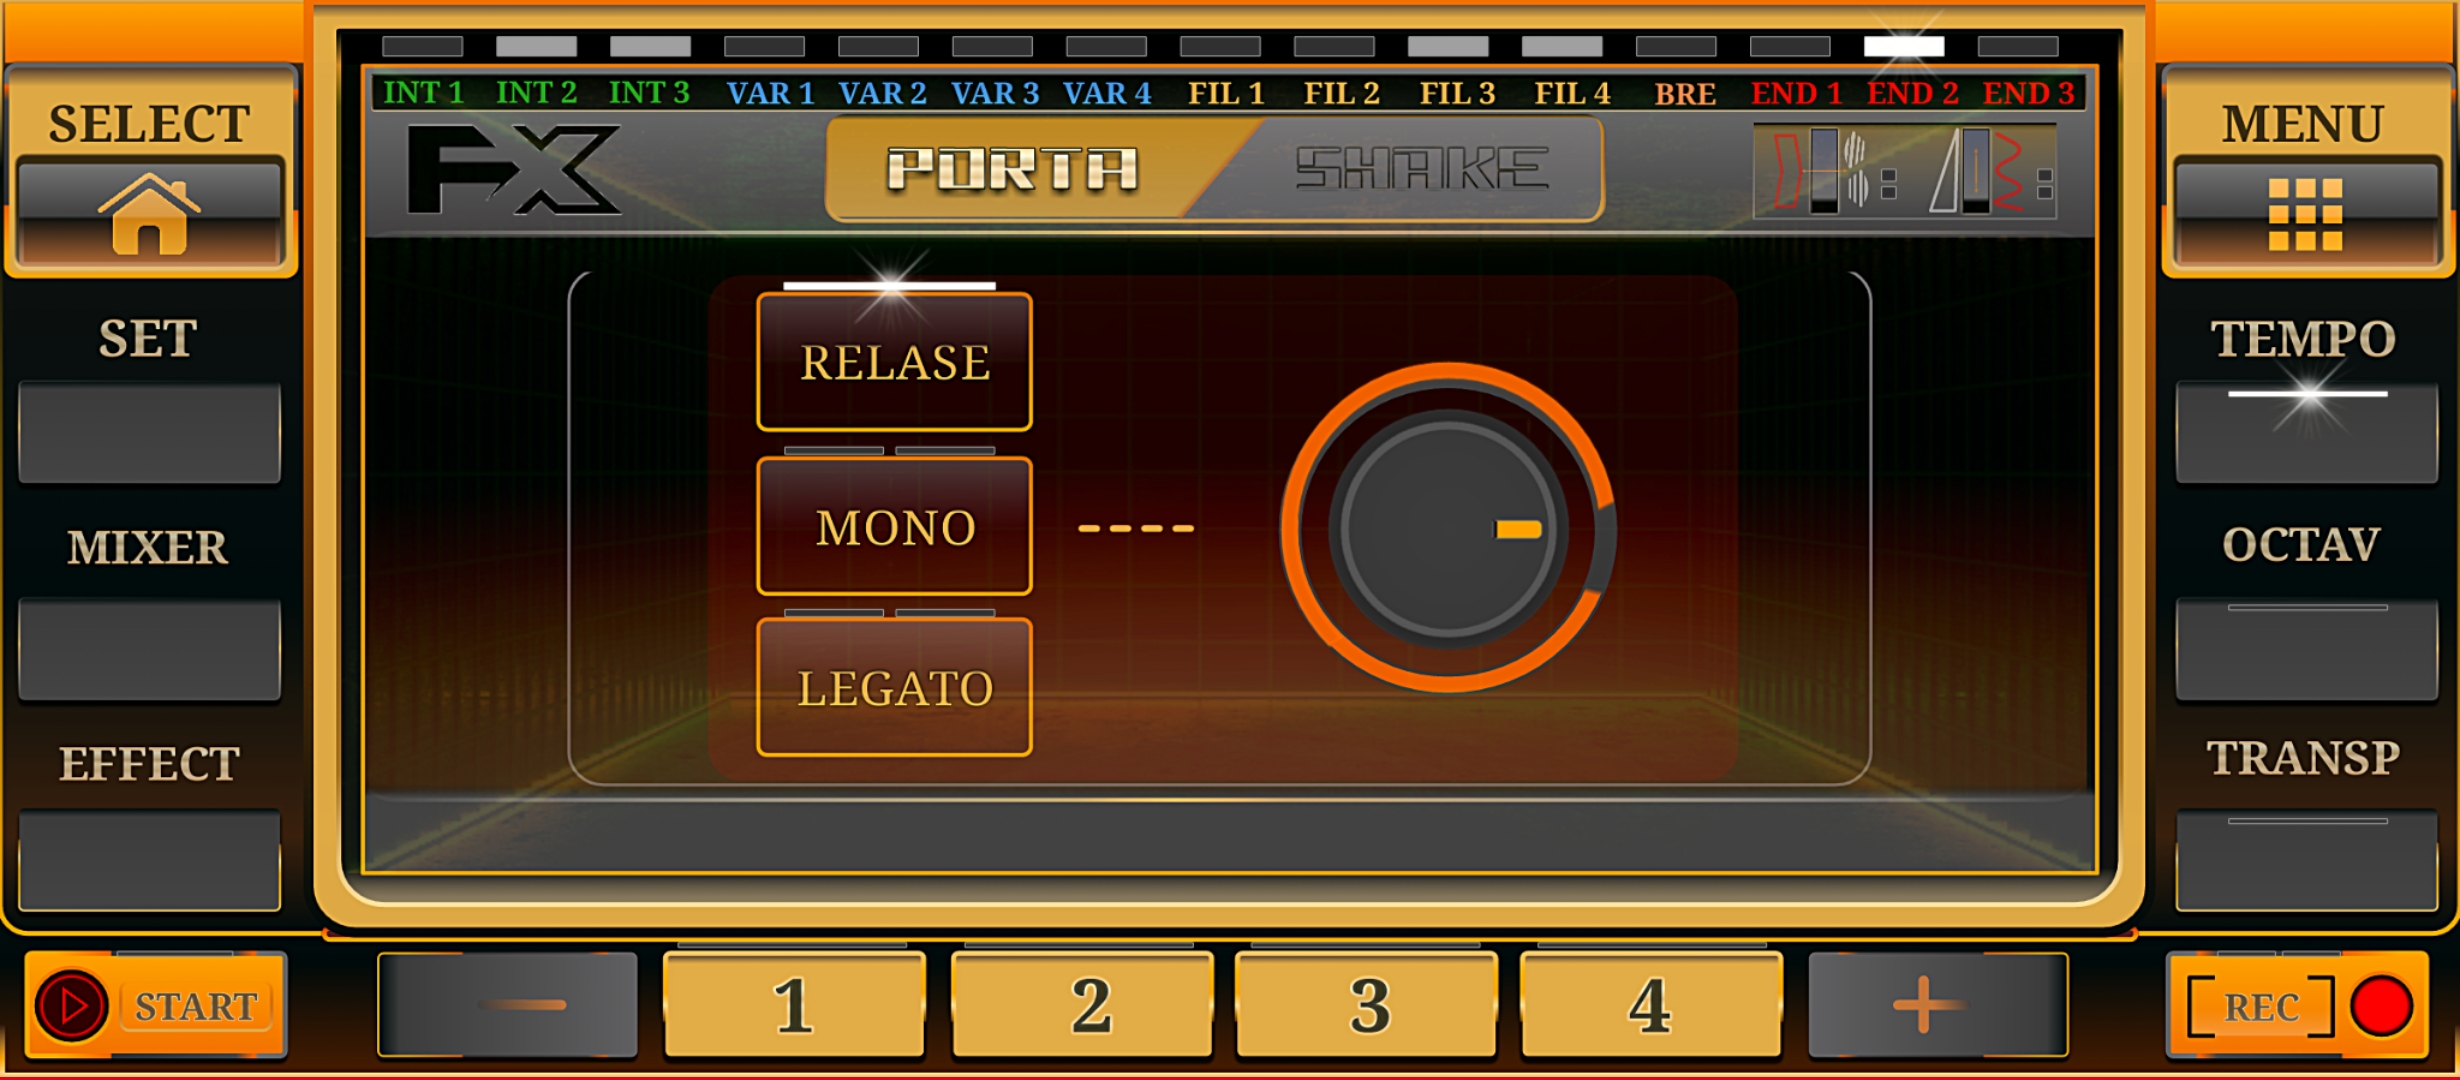 INT 1 INT 2 INT 3 VAR 1 VAR 2 VAR 3 VAR 4 FIL 1 FIL 2 FIL 3 FIL 4 BRE END 1 END 2 END 3
SELECT
FX PORTA SHAKE
MENU
SET
MIXER
EFFECT
RELASE
MONO ----
LEGATO
TEMPO
OCTAV
TRANSP
START — 1 2 3 4 + [REC]